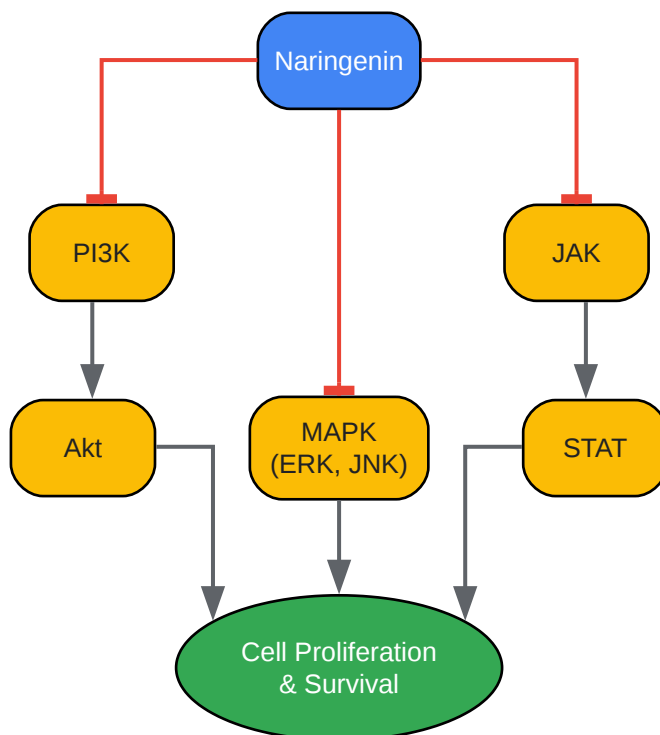 Naringenin
PI3K
JAK
Akt
MAPK
(ERK, JNK)
STAT
Cell Proliferation
& Survival